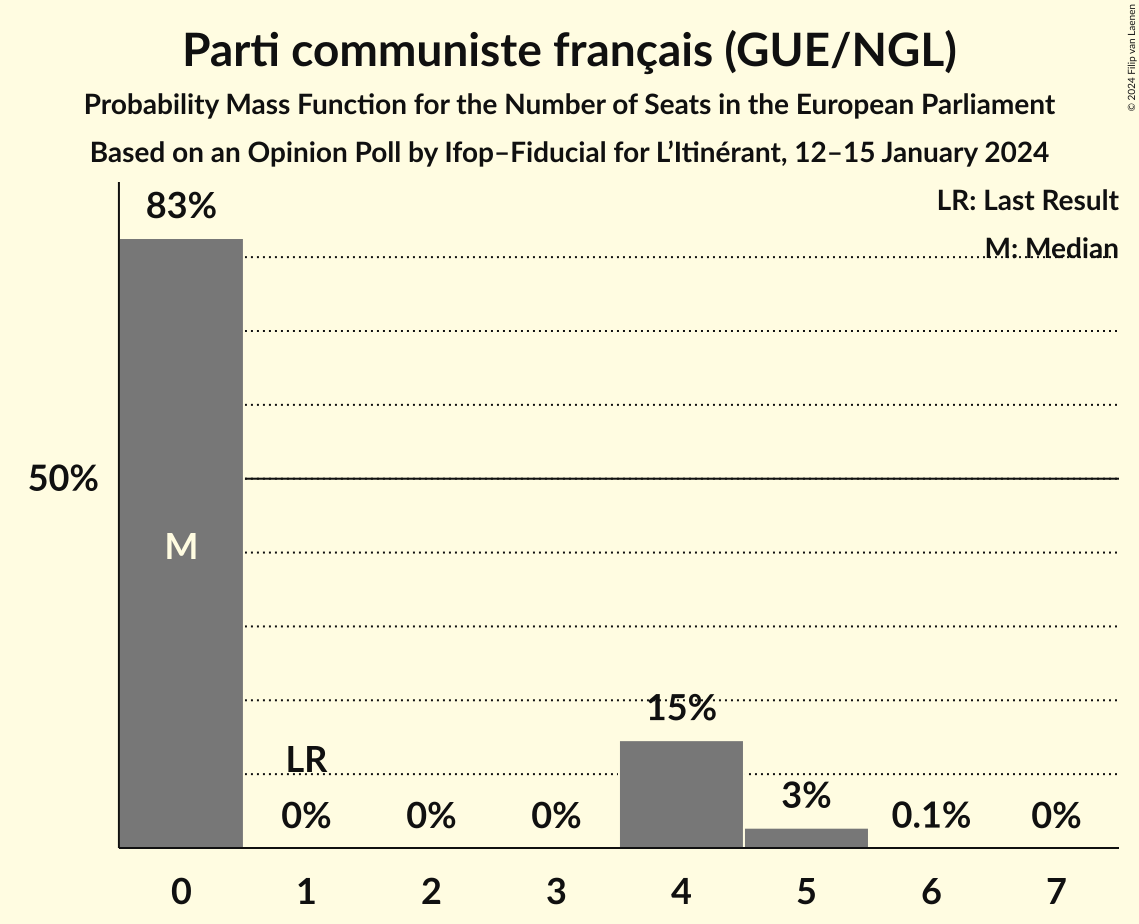 Parti communiste français (GUE/NGL)
Probability Mass Function for the Number of Seats in the European Parliament
Based on an Opinion Poll by Ifop–Fiducial for L’Itinérant, 12–15 January 2024
© 2024 Filip van Laenen
LR: Last Result
M: Median
83%
50%
M
15%
LR
3%
0%
0%
0%
0.1%
0%
0 1 2 3 4 5 6 7